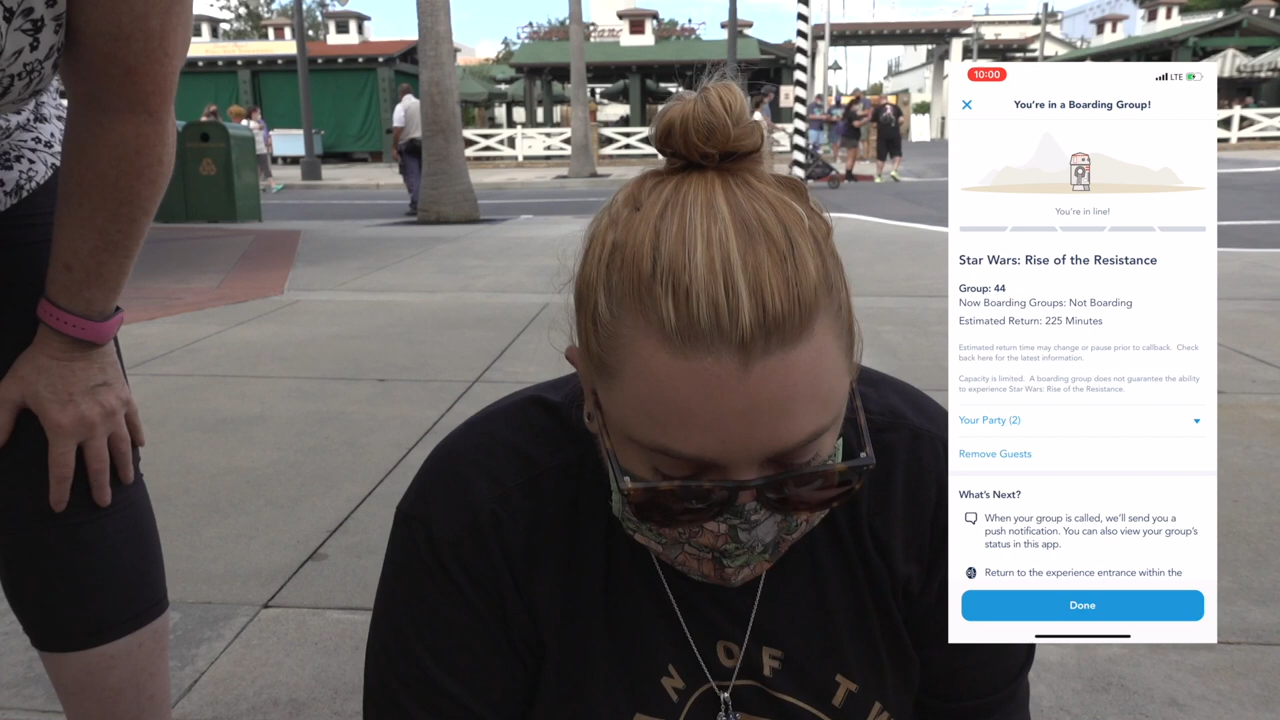 10:00
LTE
You're in a Boarding Group!
You're in line!
Star Wars: Rise of the Resistance
Group: 44
Now Boarding Groups: Not Boarding
Estimated Return: 225 Minutes
Estimated return time may change or pause prior to callback. Check
back here for the latest information.
Capacity is limited. A boarding group does not guarantee the ability
to experience Star Wars: Rise of the Resistance.
Your Party (2)
Remove Guests
What's Next?
When your group is called, we'll send you a
push notification. You can also view your group's
status in this app.
Return to the experience entrance within the
Done
N OF T